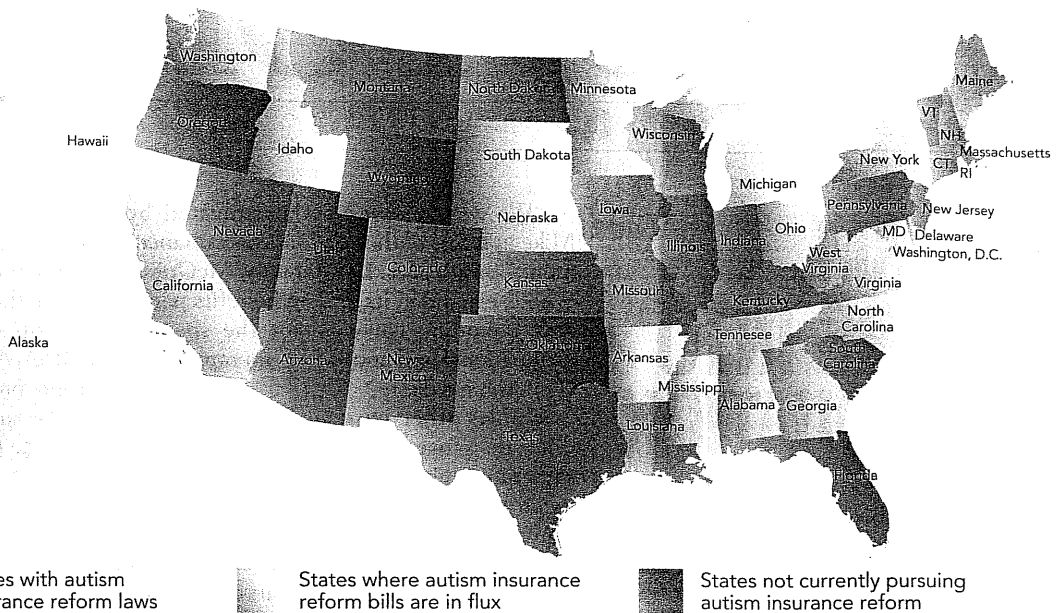 Washington
Montana
North Dakota
Minnesota
Maine
Oregon
Idaho
Wyoming
South Dakota
Wisconsin
VT
NH
Massachusetts
Hawaii
New York
CT
RI
Michigan
Nebraska
Iowa
Pennsylvania
New Jersey
Nevada
Utah
Colorado
Illinois
Indiana
Ohio
MD
Delaware
Washington, D.C.
California
Kansas
Missouri
West
Virginia
Virginia
Kentucky
North
Carolina
Alaska
Arizona
New
Mexico
Oklahoma
Arkansas
Tennesee
South
Carolina
Mississippi
Alabama
Georgia
Texas
Louisiana
Florida
es with autism
rance reform laws
States where autism insurance
reform bills are in flux
States not currently pursuing
autism insurance reform